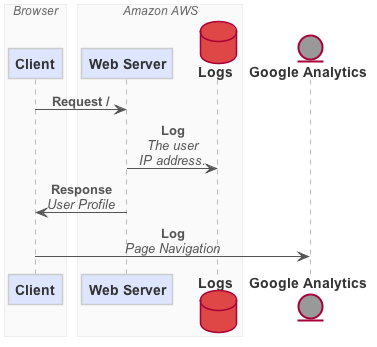 Browser
Amazon AWS
Client
Web Server
Logs
Google Analytics
Request /
Log
The user
IP address.
Response
User Profile
Log
Page Navigation
Client
Web Server
Logs
Google Analytics